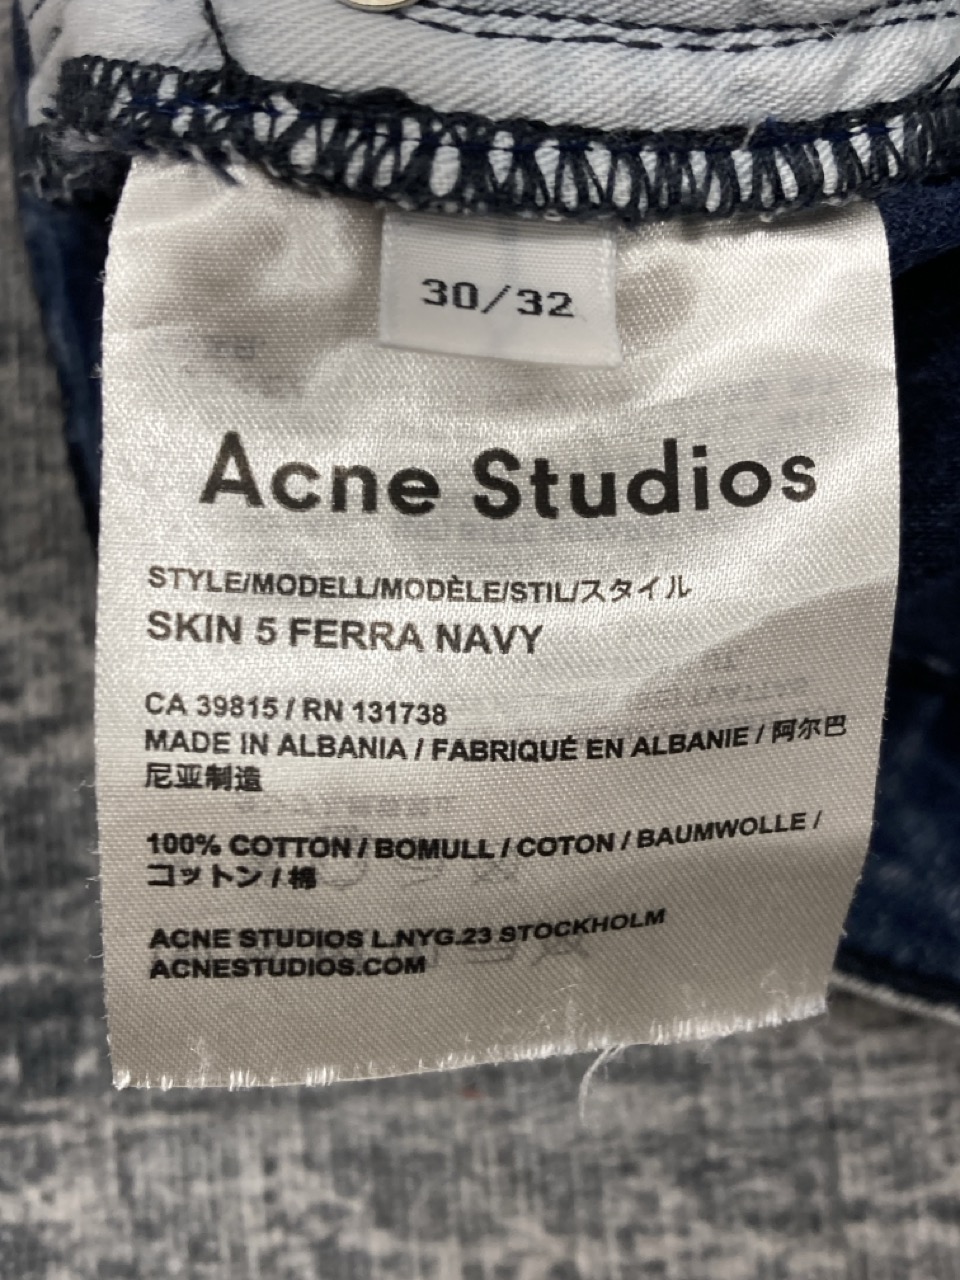 30/32
Acne Studios
STYLE/MODELL/MODÈLE/STIL/スタイル
SKIN 5 FERRA NAVY
CA 39815 / RN 131738
MADE IN ALBANIA / FABRIQUÉ EN ALBANIE / 阿尔巴
尼亚制造
100% COTTON / BOMULL / COTON / BAUMWOLLE /
コットン / 棉
ACNE STUDIOS L.NYG.23 STOCKHOLM
ACNESTUDIOS.COM